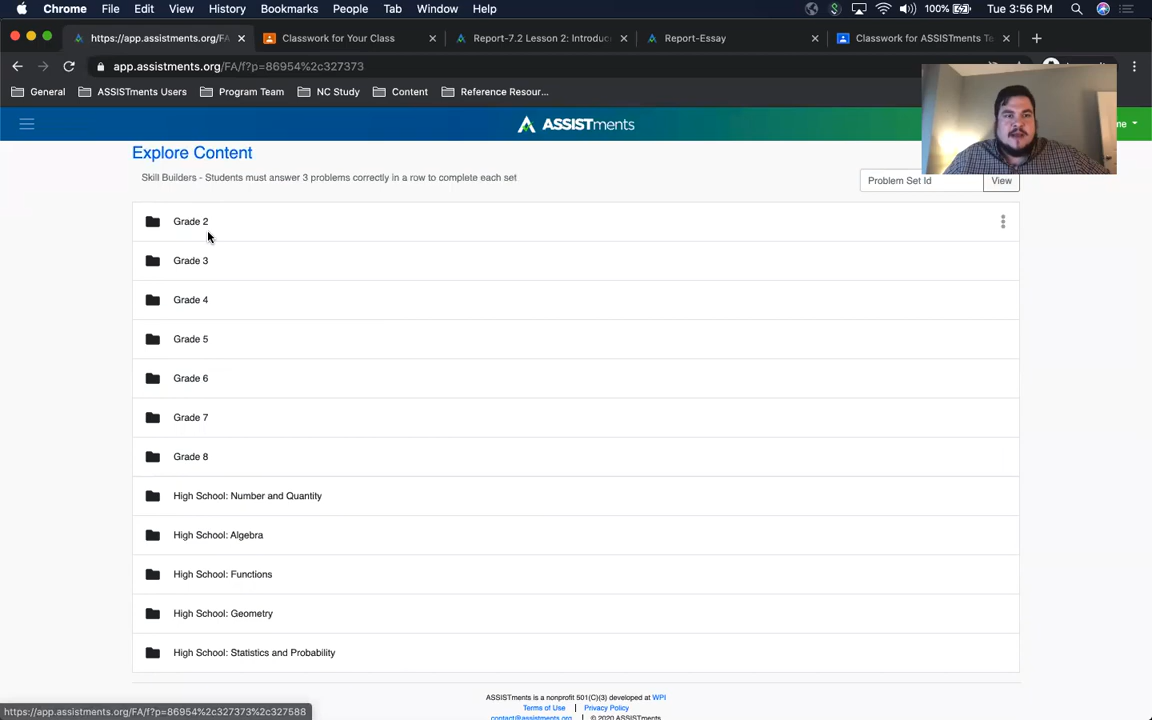 Chrome File Edit View History Bookmarks People Tab Window Help 100% Tue 3:56 PM
https://app.assistments.org/FA Classwork for Your Class Report-7.2 Lesson 2: Introduc Report-Essay Classwork for ASSISTments Te
app.assistments.org/FA/f?p=86954%2c327373
General ASSISTments Users Program Team NC Study Content Reference Resour...
ASSISTments
Explore Content
Skill Builders - Students must answer 3 problems correctly in a row to complete each set
Problem Set Id View
Grade 2
Grade 3
Grade 4
Grade 5
Grade 6
Grade 7
Grade 8
High School: Number and Quantity
High School: Algebra
High School: Functions
High School: Geometry
High School: Statistics and Probability
ASSISTments is a nonprofit 501(C)(3) developed at WPI
Terms of Use | Privacy Policy
contact@assistments.org | © 2020 ASSISTments
https://app.assistments.org/FA/f?p=86954%2c327373%2c327588